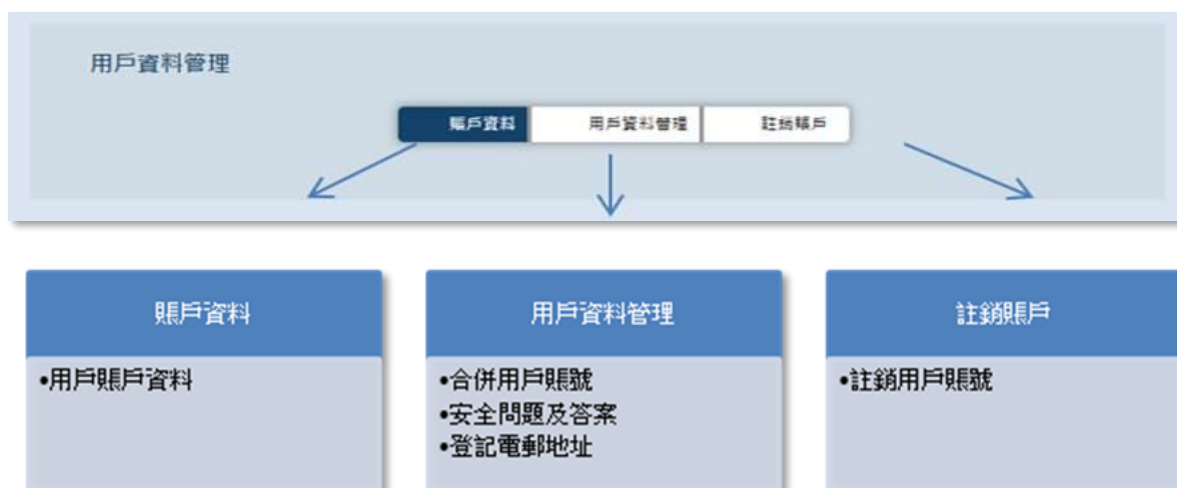 用戶資料管理
賬戶資料 用戶資料管理 註銷賬戶
賬戶資料 用戶資料管理 註銷賬戶
•用戶賬戶資料
•合併用戶賬號
•安全問題及答案
•登記電郵地址
•註銷用戶賬號